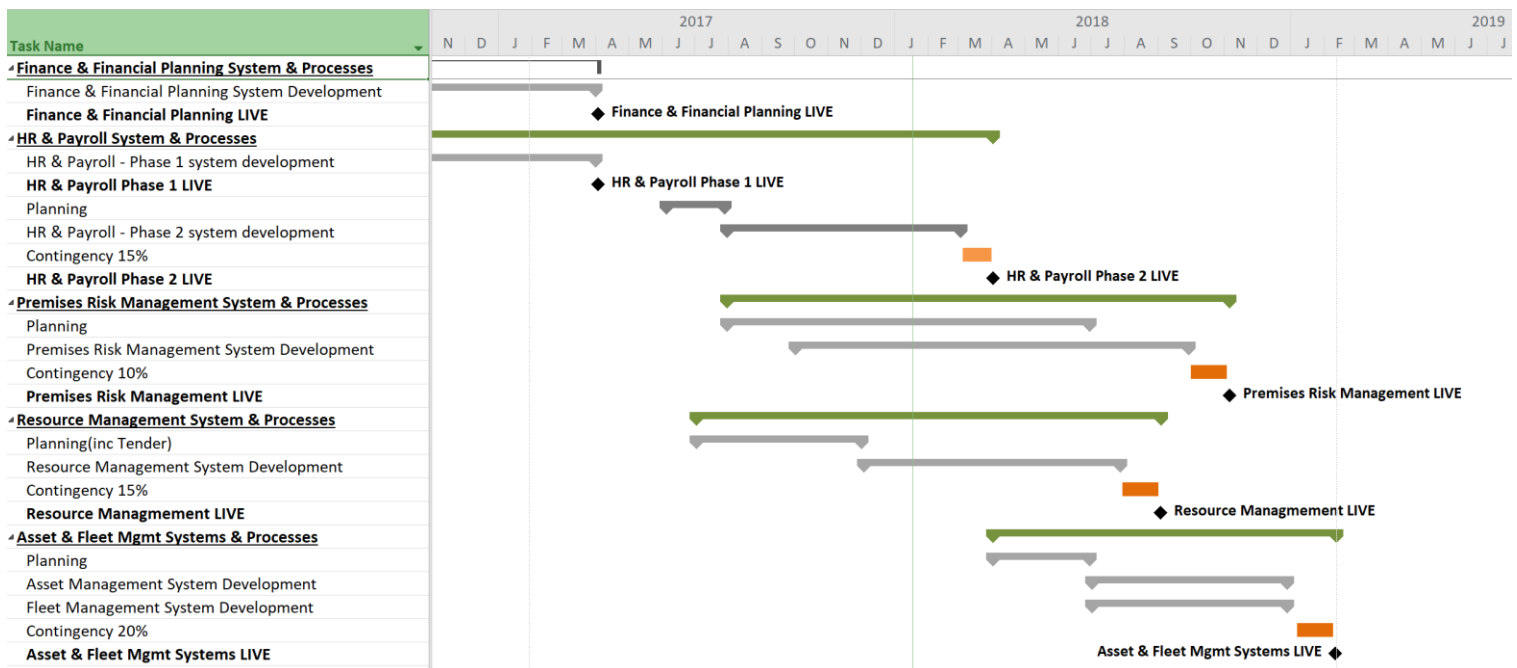 2017 2018 2019
Task Name N D J F M A M J J A S O N D J F M A M J J A S O N D J F M A M J J
Finance & Financial Planning System & Processes
Finance & Financial Planning System Development
Finance & Financial Planning LIVE Finance & Financial Planning LIVE
HR & Payroll System & Processes
HR & Payroll - Phase 1 system development
HR & Payroll Phase 1 LIVE HR & Payroll Phase 1 LIVE
Planning
HR & Payroll - Phase 2 system development
Contingency 15%
HR & Payroll Phase 2 LIVE HR & Payroll Phase 2 LIVE
Premises Risk Management System & Processes
Planning
Premises Risk Management System Development
Contingency 10%
Premises Risk Management LIVE Premises Risk Management LIVE
Resource Management System & Processes
Planning(inc Tender)
Resource Management System Development
Contingency 15%
Resource Managmement LIVE Resource Managmement LIVE
Asset & Fleet Mgmt Systems & Processes
Planning
Asset Management System Development
Fleet Management System Development
Contingency 20%
Asset & Fleet Mgmt Systems LIVE Asset & Fleet Mgmt Systems LIVE